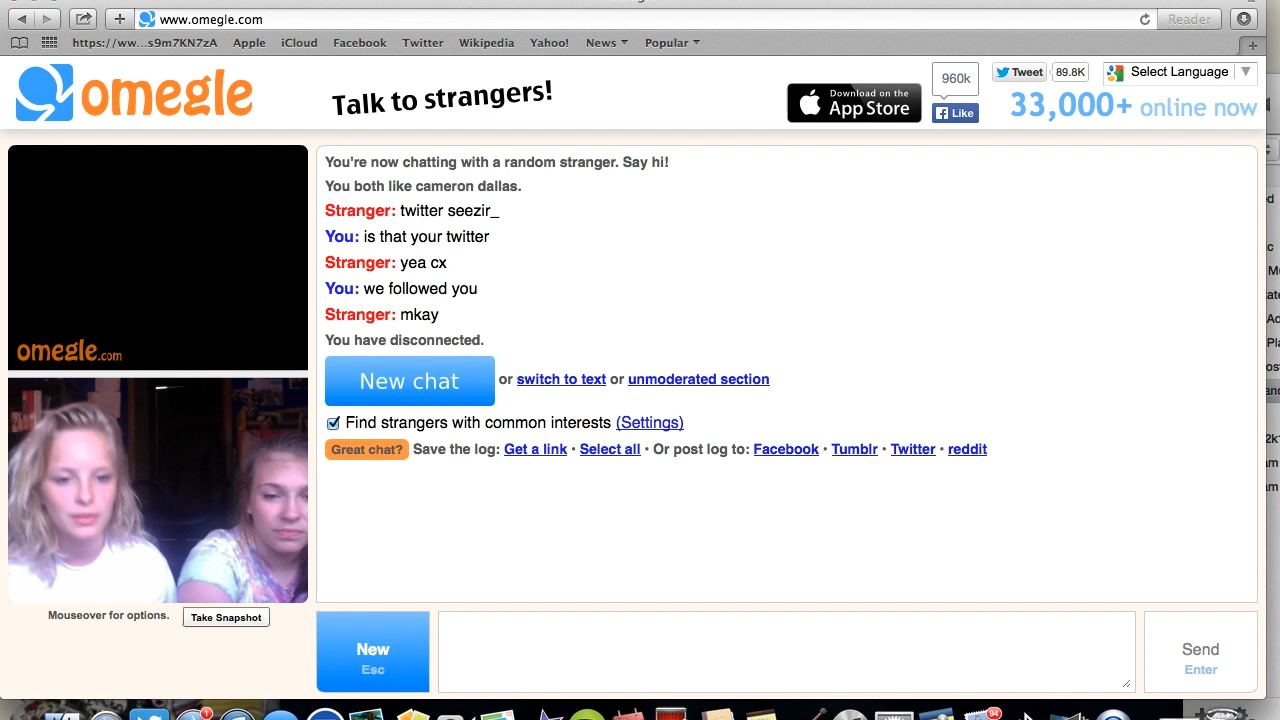 www.omegle.com
Reader
https://ww...s9m7KN7zA Apple iCloud Facebook Twitter Wikipedia Yahoo! News Popular
omegle
Talk to strangers!
Download on the
App Store
960k
Like
Tweet 89.8K
Select Language
33,000+ online now
You're now chatting with a random stranger. Say hi!
You both like cameron dallas.
Stranger: twitter seezir_
You: is that your twitter
Stranger: yea cx
You: we followed you
Stranger: mkay
You have disconnected.
New chat or switch to text or unmoderated section
Find strangers with common interests (Settings)
Great chat? Save the log: Get a link • Select all • Or post log to: Facebook • Tumblr • Twitter • reddit
omegle.com
Mouseover for options. Take Snapshot
New
Esc
Send
Enter
1
94